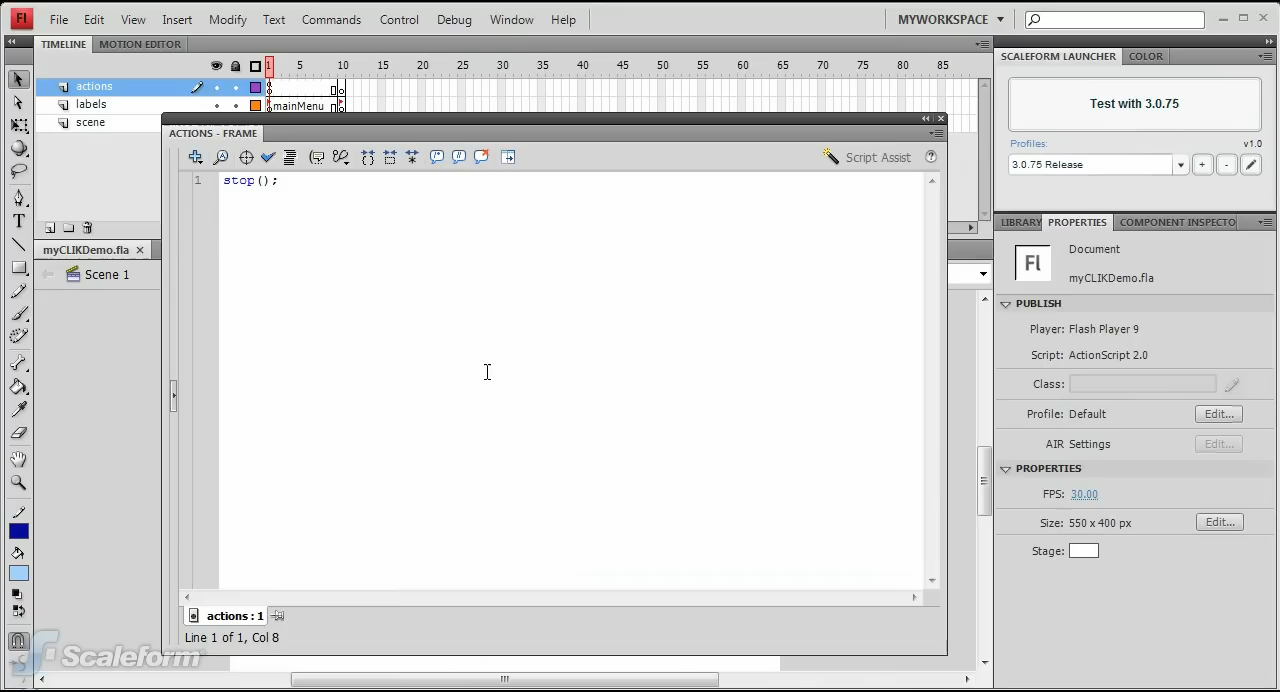 Fl File Edit View Insert Modify Text Commands Control Debug Window Help MYWORKSPACE
TIMELINE MOTION EDITOR
1 5 10 15 20 25 30 35 40 45 50 55 60 65 70 75 80 85
actions
labels mainMenu
scene
ACTIONS - FRAME
Script Assist
1 stop();
actions : 1
Line 1 of 1, Col 8
myCLIKDemo.fla
Scene 1
SCALEFORM LAUNCHER COLOR
Test with 3.0.75
Profiles: v1.0
3.0.75 Release + -
LIBRARY PROPERTIES COMPONENT INSPECTO
Fl Document
myCLIKDemo.fla
PUBLISH
Player: Flash Player 9
Script: ActionScript 2.0
Class:
Profile: Default Edit...
AIR Settings Edit...
PROPERTIES
FPS: 30.00
Size: 550 x 400 px Edit...
Stage:
Scaleform